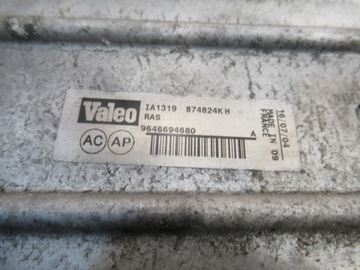 Valeo
IA1319 874824KH
RAS
9646694680
A
AC AP
16/07/04
MADE IN 09
FRANCE